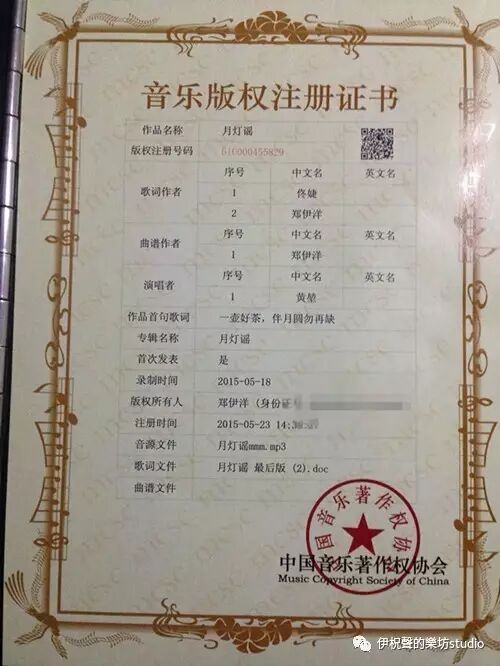 音乐版权注册证书
作品名称 月灯谣
版权注册号码 510000455829
歌词作者 序号 中文名 英文名
1 佟婕
2 郑伊洋
曲谱作者 序号 中文名 英文名
1 郑伊洋
演唱者 序号 中文名 英文名
1 黄堃
作品首句歌词 一壶好茶，伴月圆勿再缺
专辑名称 月灯谣
首次发表 是
录制时间 2015-05-18
版权所有人 郑伊洋 (身份证号
注册时间 2015-05-23 14:
音源文件 月灯谣mmm.mp3
歌词文件 月灯谣 最后版 (2).doc
曲谱文件
中国音乐著作权协会
中国音乐著作权协会
Music Copyright Society of China
伊柷聲的樂坊studio